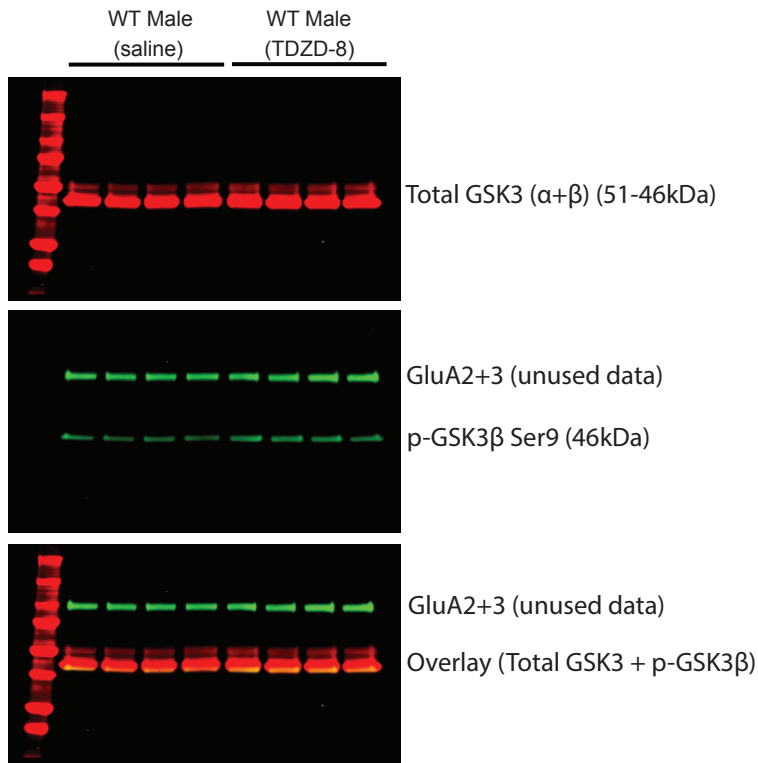 WT Male
(saline)
WT Male
(TDZD-8)
Total GSK3 (α+β) (51-46kDa)
GluA2+3 (unused data)
p-GSK3β Ser9 (46kDa)
GluA2+3 (unused data)
Overlay (Total GSK3 + p-GSK3β)